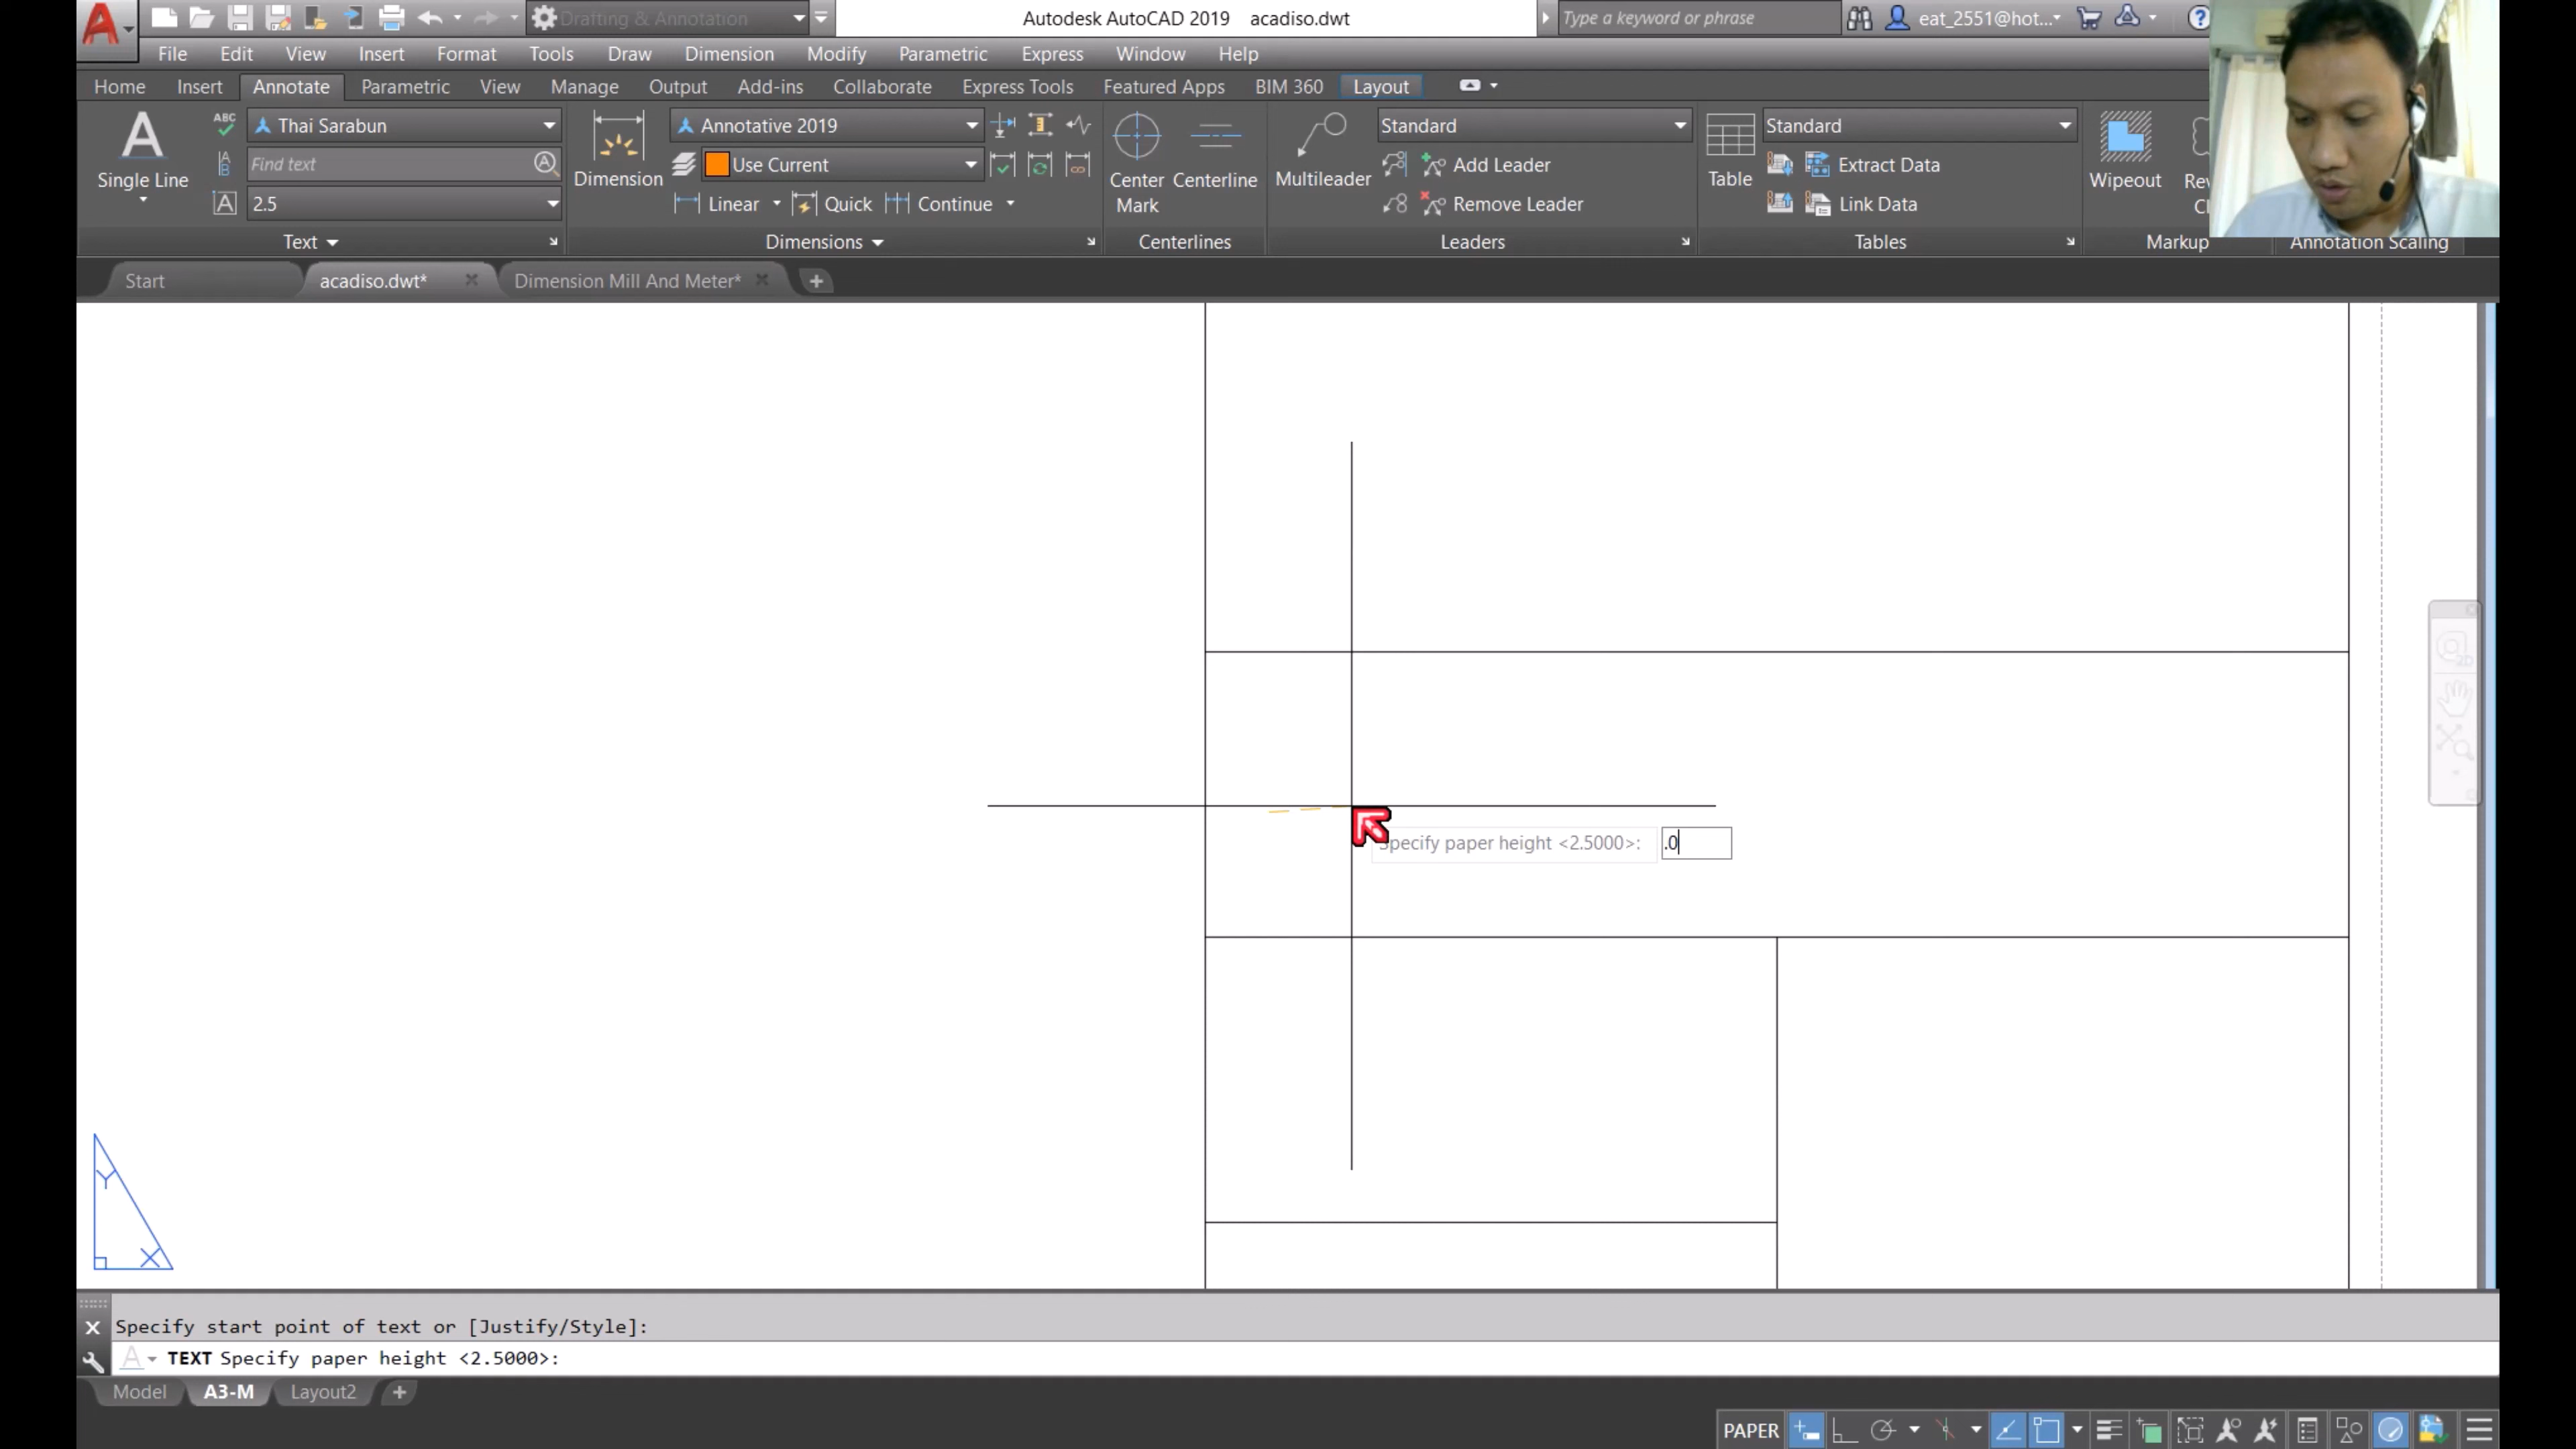 Drafting & Annotation
Autodesk AutoCAD 2019 acadiso.dwt
Type a keyword or phrase
eat_2551@hot...
File Edit View Insert Format Tools Draw Dimension Modify Parametric Express Window Help
Home Insert Annotate Parametric View Manage Output Add-ins Collaborate Express Tools Featured Apps BIM 360 Layout
A
Single Line
ABC
Thai Sarabun
Find text
2.5
Text
Dimension
Annotative 2019
Use Current
Linear Quick Continue
Dimensions
Center Mark
Centerline
Centerlines
Multileader
Standard
Add Leader
Remove Leader
Leaders
Table
Standard
Extract Data
Link Data
Tables
Wipeout
Markup
Annotation Scaling
Start acadiso.dwt* Dimension Mill And Meter*
Specify paper height <2.5000>: .0
Y
X
Specify start point of text or [Justify/Style]:
TEXT Specify paper height <2.5000>:
Model A3-M Layout2
PAPER